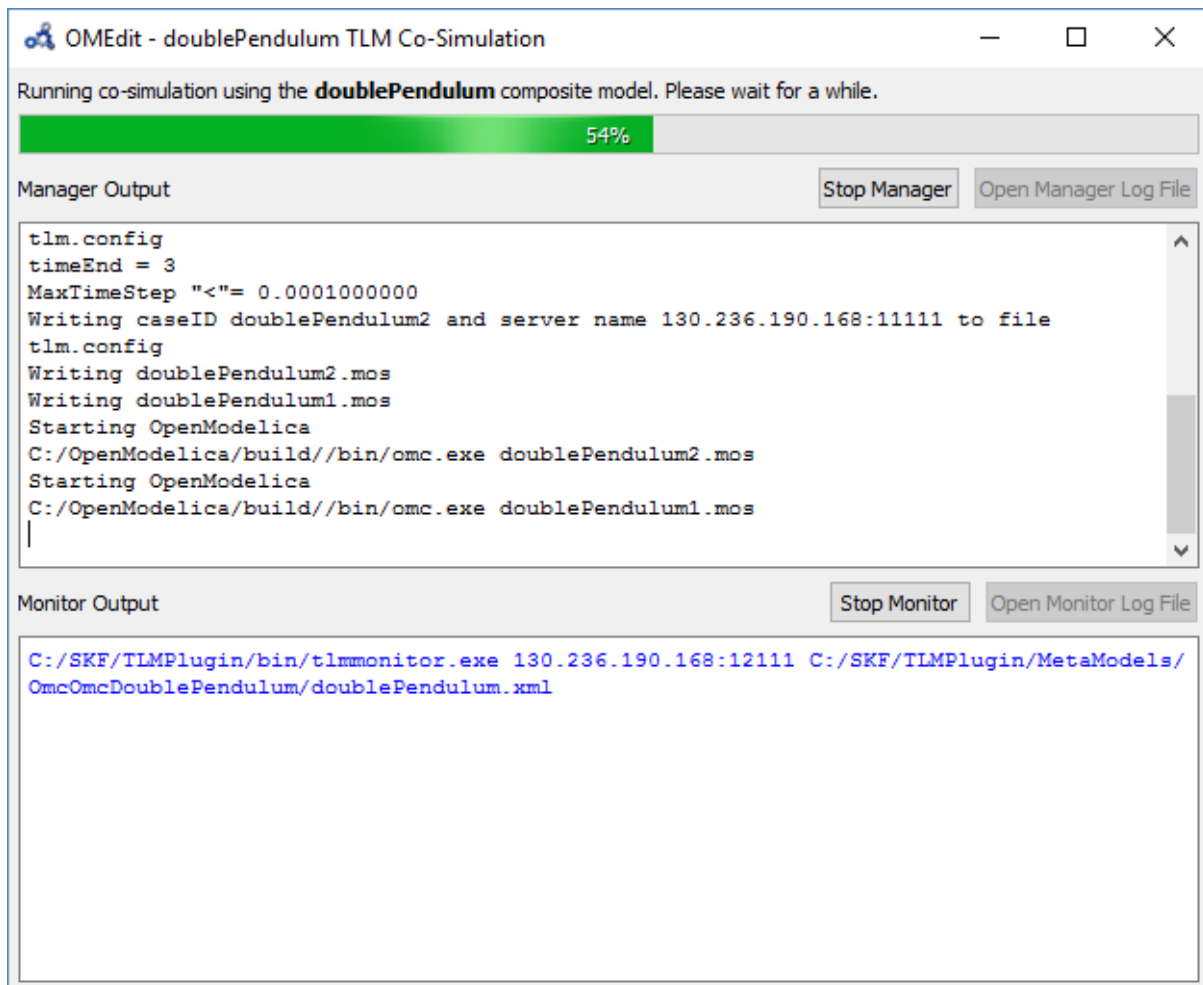 OMEdit - doublePendulum TLM Co-Simulation
Running co-simulation using the doublePendulum composite model. Please wait for a while.
54%
Manager Output
Stop Manager
Open Manager Log File
tlm.config
timeEnd = 3
MaxTimeStep "<"= 0.0001000000
Writing caseID doublePendulum2 and server name 130.236.190.168:11111 to file
tlm.config
Writing doublePendulum2.mos
Writing doublePendulum1.mos
Starting OpenModelica
C:/OpenModelica/build//bin/omc.exe doublePendulum2.mos
Starting OpenModelica
C:/OpenModelica/build//bin/omc.exe doublePendulum1.mos
Monitor Output
Stop Monitor
Open Monitor Log File
C:/SKF/TLMPlugin/bin/tlmmonitor.exe 130.236.190.168:12111 C:/SKF/TLMPlugin/MetaModels/
OmcOmcDoublePendulum/doublePendulum.xml